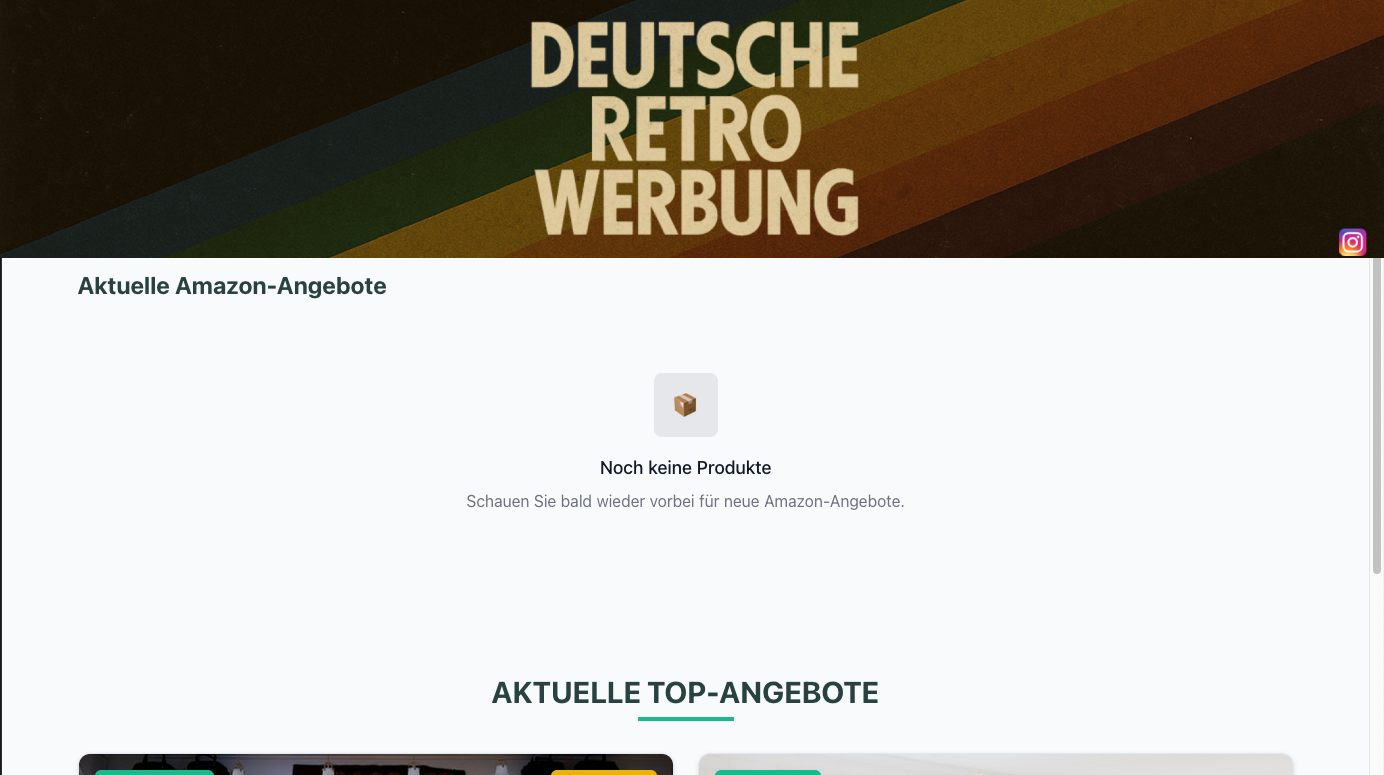 DEUTSCHE
RETRO
WERBUNG
Aktuelle Amazon-Angebote
Noch keine Produkte
Schauen Sie bald wieder vorbei für neue Amazon-Angebote.
AKTUELLE TOP-ANGEBOTE